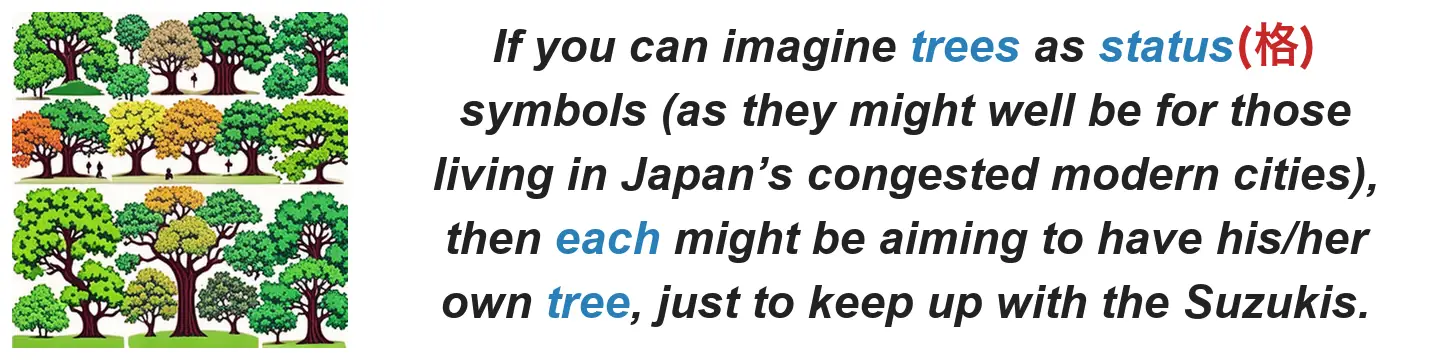 If you can imagine trees as status(格)
symbols (as they might well be for those
living in Japan’s congested modern cities),
then each might be aiming to have his/her
own tree, just to keep up with the Suzukis.